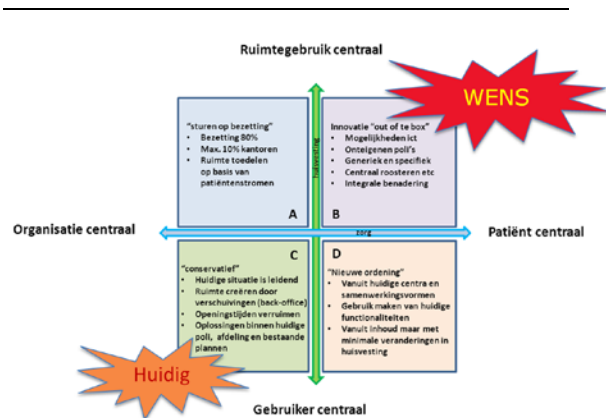 Ruimtegebruik centraal
WENS
"sturen op bezetting"
• Bezetting 80%
• Max. 10% kantoren
• Ruimte toedelen
op basis van
patiëntenstromen
A
huisvesting
Innovatie "out of te box"
• Mogelijkheden ict
• Onteigenen poli's
• Generiek en specifiek
• Centraal roosteren etc
• Integrale benadering
B
Organisatie centraal
zorg
Patiënt centraal
C
"conservatief"
• Huidige situatie is leidend
• Ruimte creëren door
verschuivingen (back-office)
• Openingstijden verruimen
• Oplossingen binnen huidige
poli, afdeling en bestaande
plannen
D
"Nieuwe ordening"
• Vanuit huidige centra en
samenwerkingsvormen
• Gebruik maken van huidige
functionaliteiten
• Vanuit inhoud maar met
minimale veranderingen in
huisvesting
Huidig
Gebruiker centraal